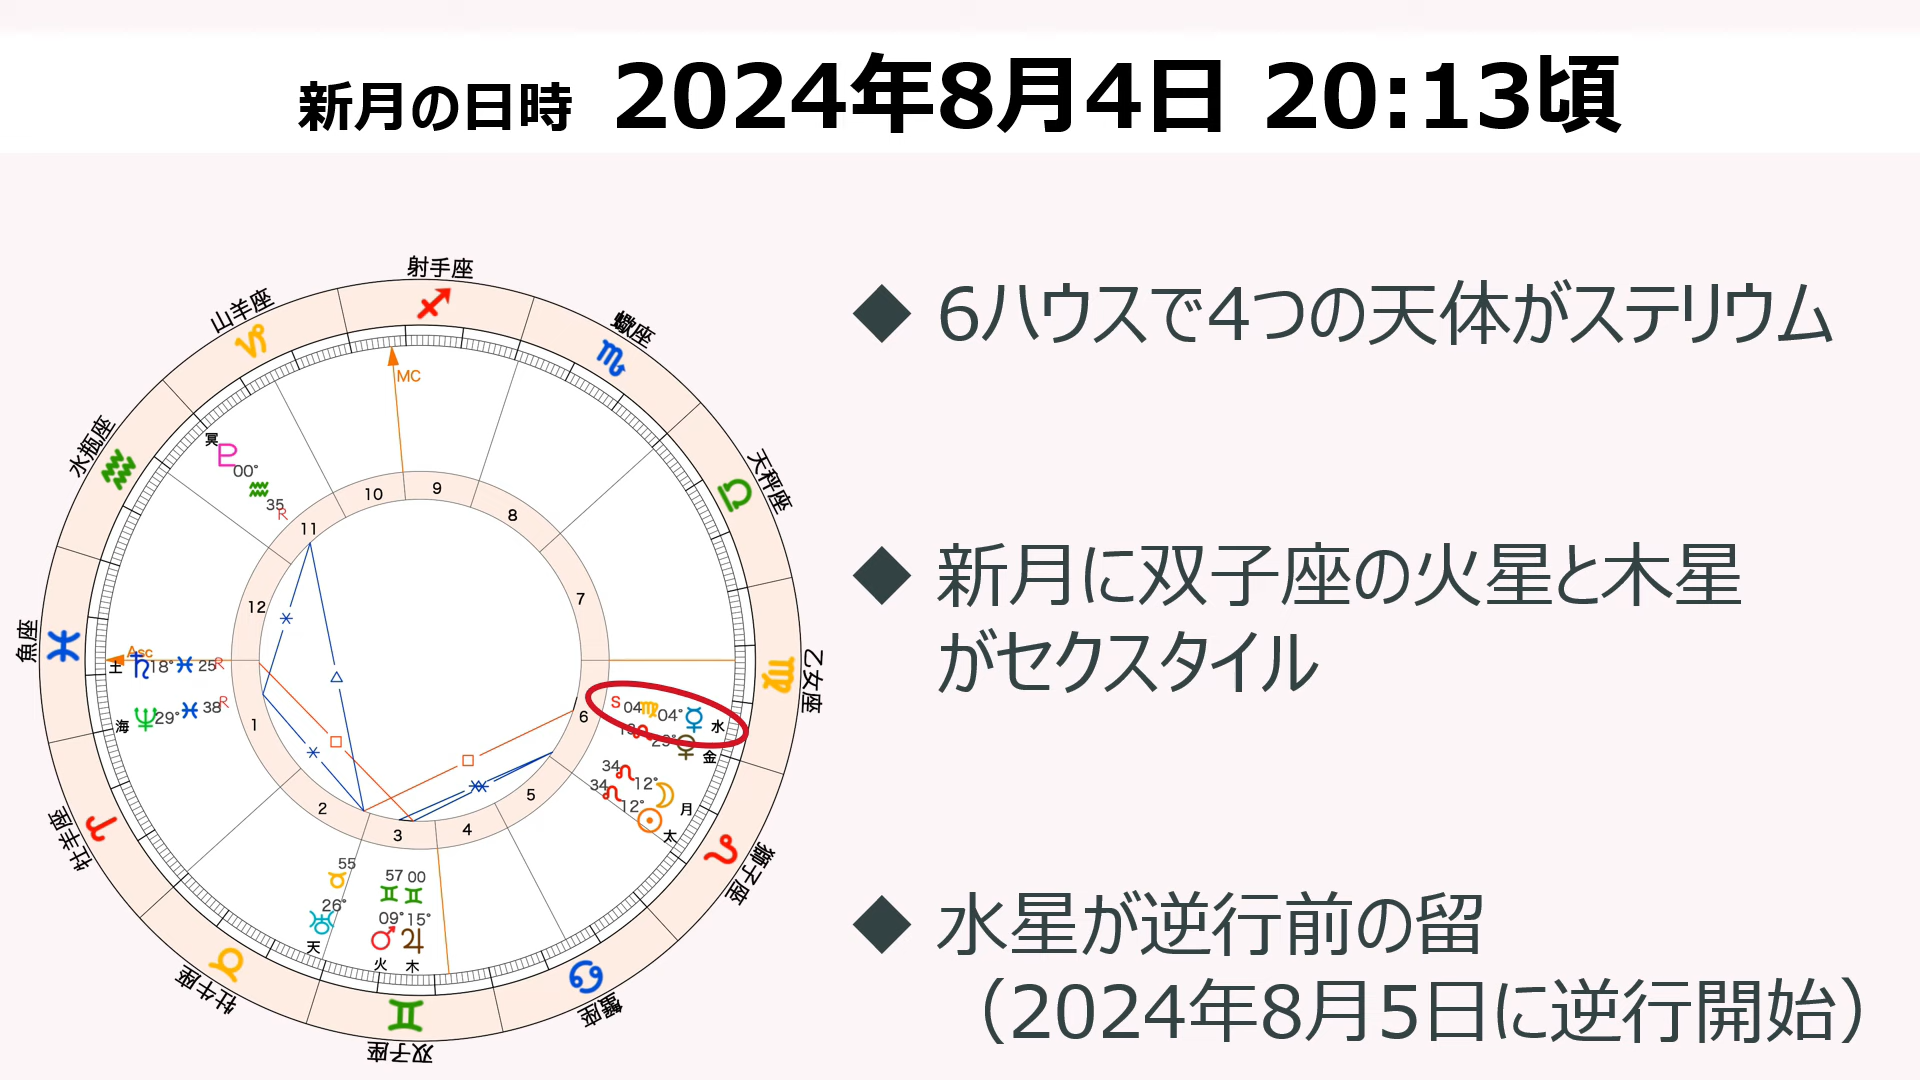 新月の日時 2024年8月4日 20:13頃
射手座
山羊座
蠍座
水瓶座
天秤座
魚座
乙女座
牡羊座
獅子座
牡牛座
蟹座
双子座
MC
Asc
冥
00°
35
R
土
18°
25
R
海
29°
38
R
10
9
8
11
12
7
1
6
2
3
4
5
S 04 04° 水
29° 金
34 12° 月
34 12° 太
55
26°
天
57 00
09° 15°
火 木
◆ 6ハウスで4つの天体がステリウム
◆ 新月に双子座の火星と木星
がセクスタイル
◆ 水星が逆行前の留
（2024年8月5日に逆行開始）